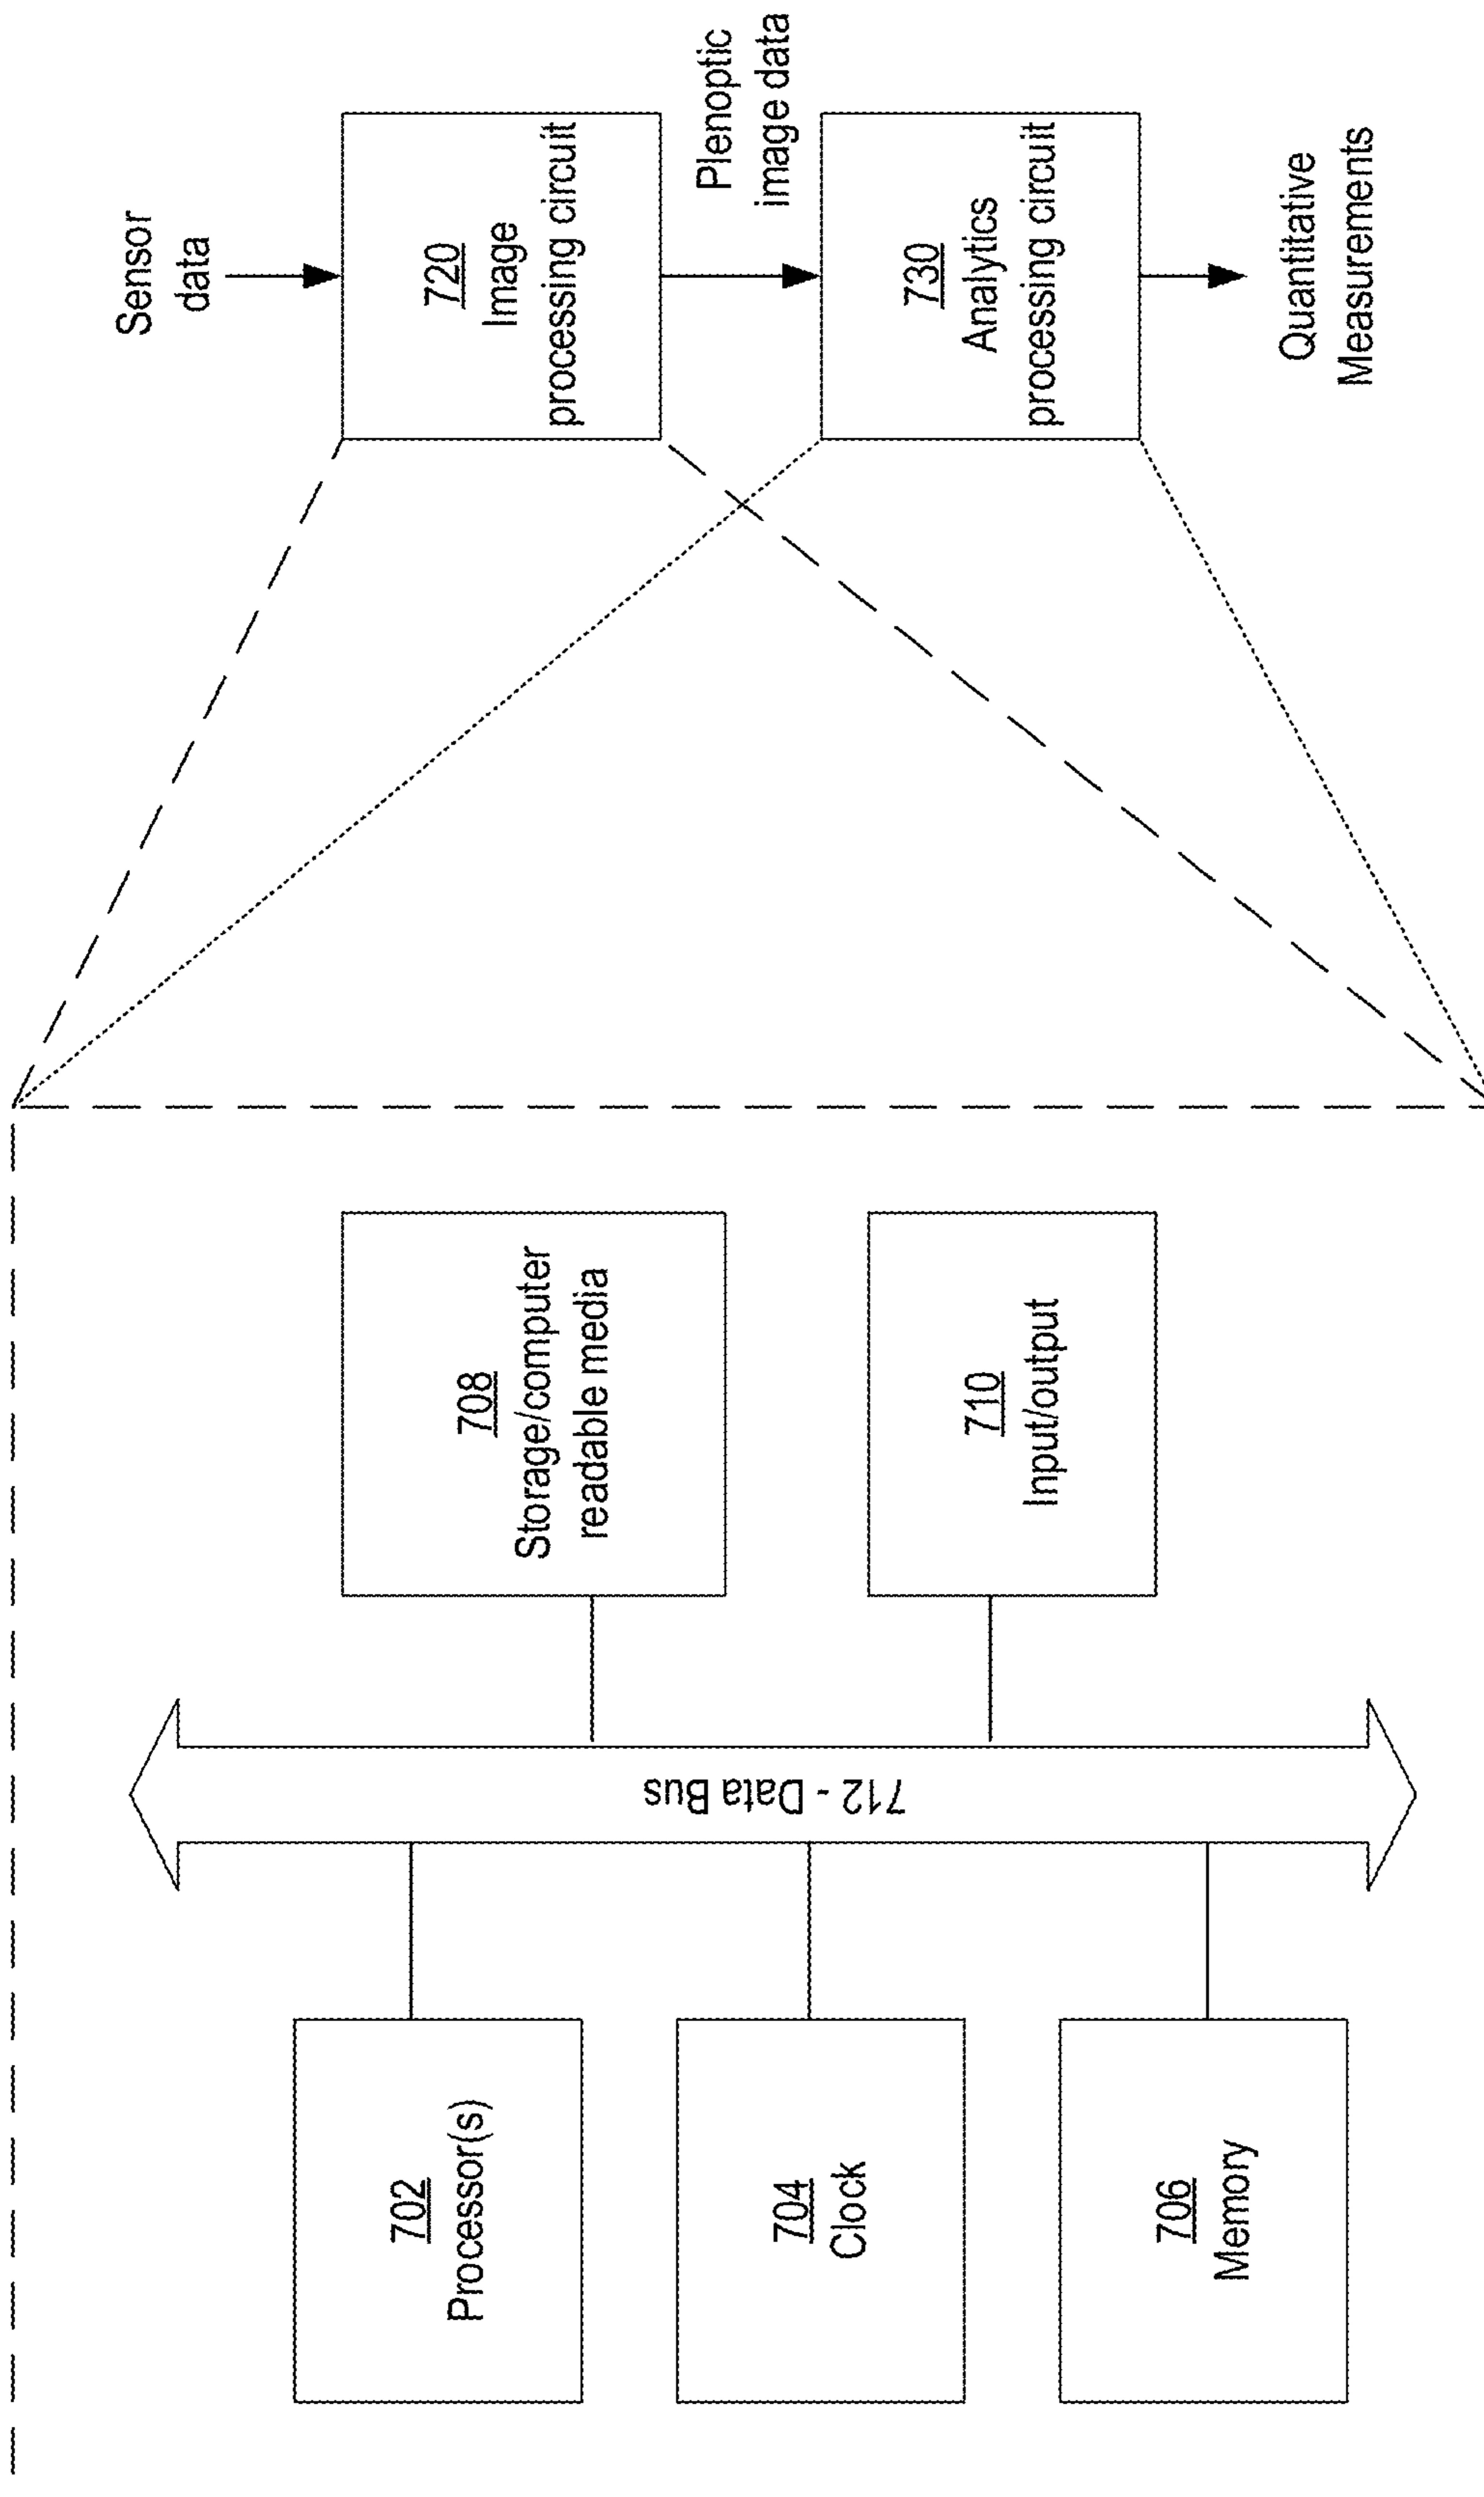 702
Processor(s)
704
Clock
706
Memory
712 - Data Bus
708
Storage/computer
readable media
710
Input/output
Sensor
data
720
Image
processing circuit
Plenoptic
image data
730
Analytics
processing circuit
Quantitative
Measurements